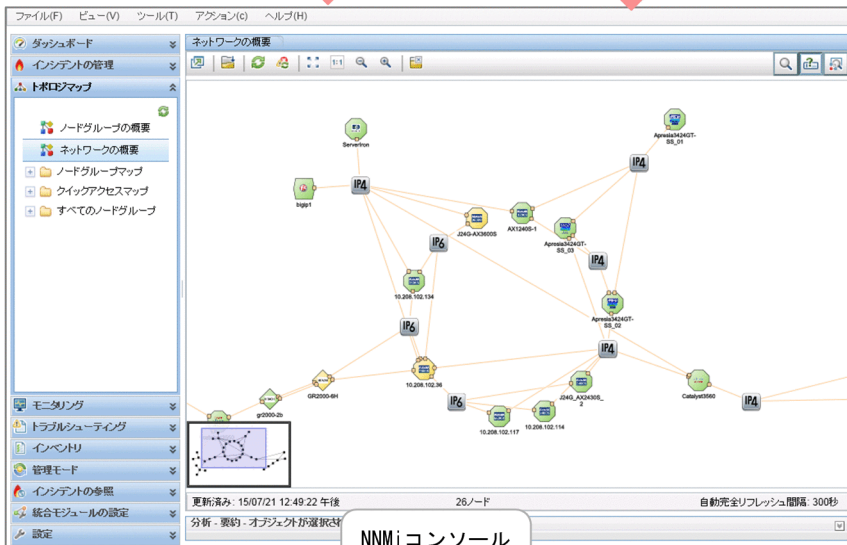 ファイル(F) ビュー(V) ツール(T) アクション(c) ヘルプ(H)
ダッシュボード
インシデントの管理
トポロジマップ
ノードグループの概要
ネットワークの概要
ノードグループマップ
クイックアクセスマップ
すべてのノードグループ
モニタリング
トラブルシューティング
インベントリ
管理モード
インシデントの参照
統合モジュールの設定
設定
ネットワークの概要
1:1
ServerIron
Apresia3424GT-
SS_01
IP4
IP4
bigip1
J24G-AX3600S
AX1240S-1
Apresia3424GT-
SS_03
IP6
IP4
10.208.102.134
Apresia3424GT-
SS_02
IP6
IP4
10.208.102.36
GR2000-6H
J24G_AX2430S_
2
Catalyst3560
gr2000-2b
IP6
IP4
10.208.102.117
10.208.102.114
更新済み: 15/07/21 12:49:22 午後
26ノード
自動完全リフレッシュ間隔: 300秒
分析 - 要約 - オブジェクトが選択され
NNMiコンソール